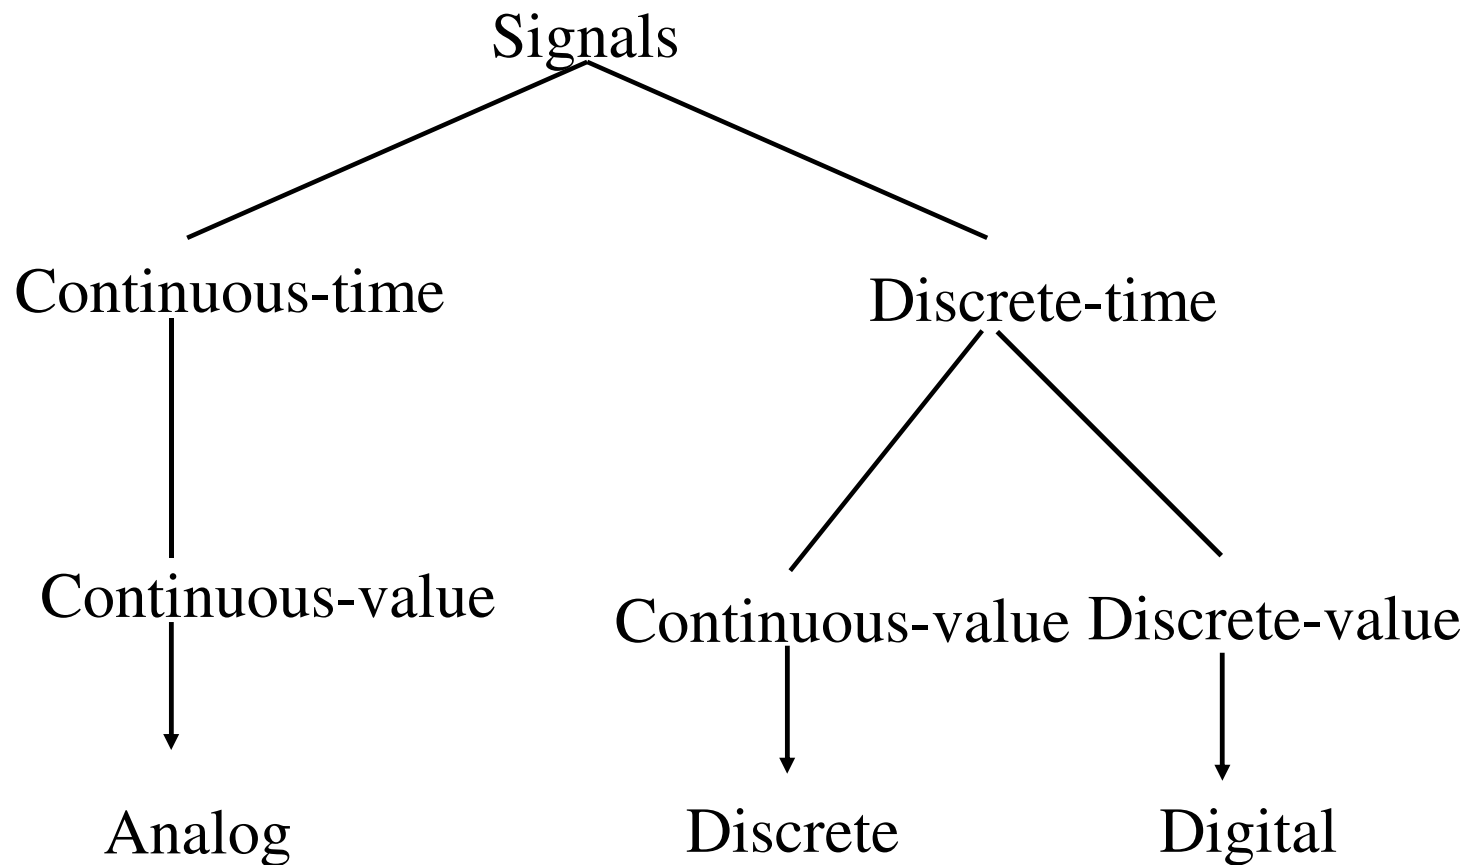 Signals
Continuous-time
Discrete-time
Continuous-value
Continuous-value
Discrete-value
Analog
Discrete
Digital